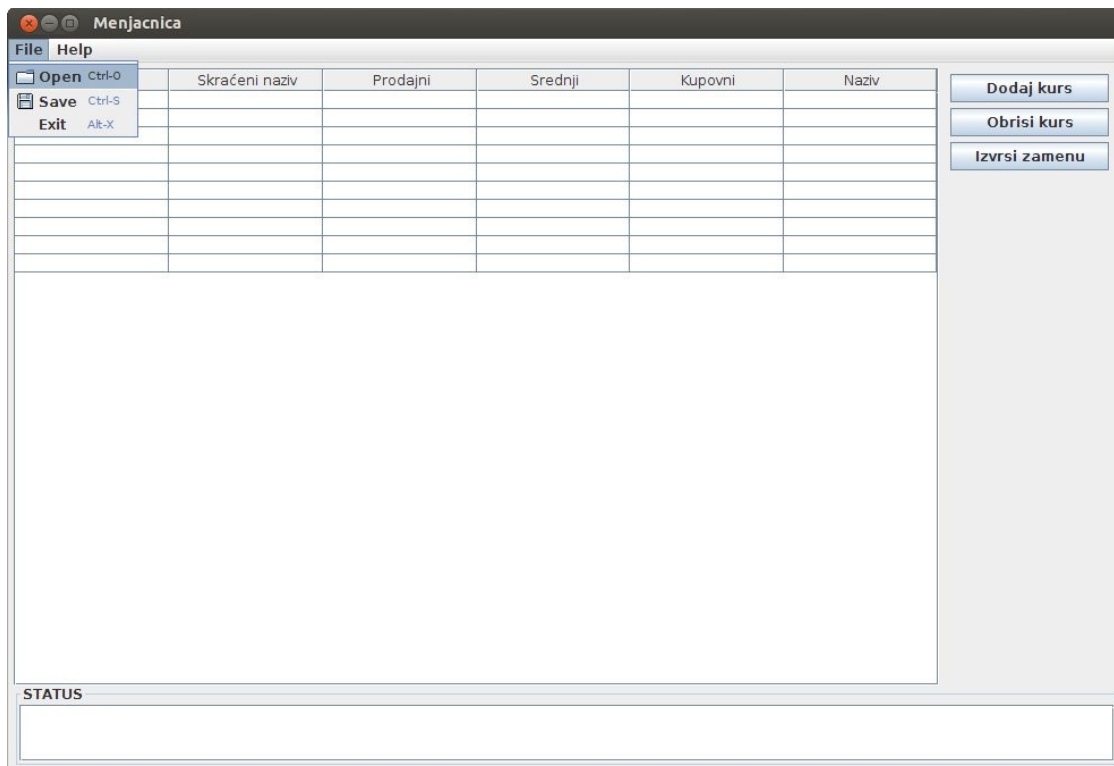 Menjacnica
File Help
Open Ctrl-O
Save Ctrl-S
Exit Alt-X
Skraćeni naziv Prodajni Srednji Kupovni Naziv
Dodaj kurs
Obrisi kurs
Izvrsi zamenu
STATUS